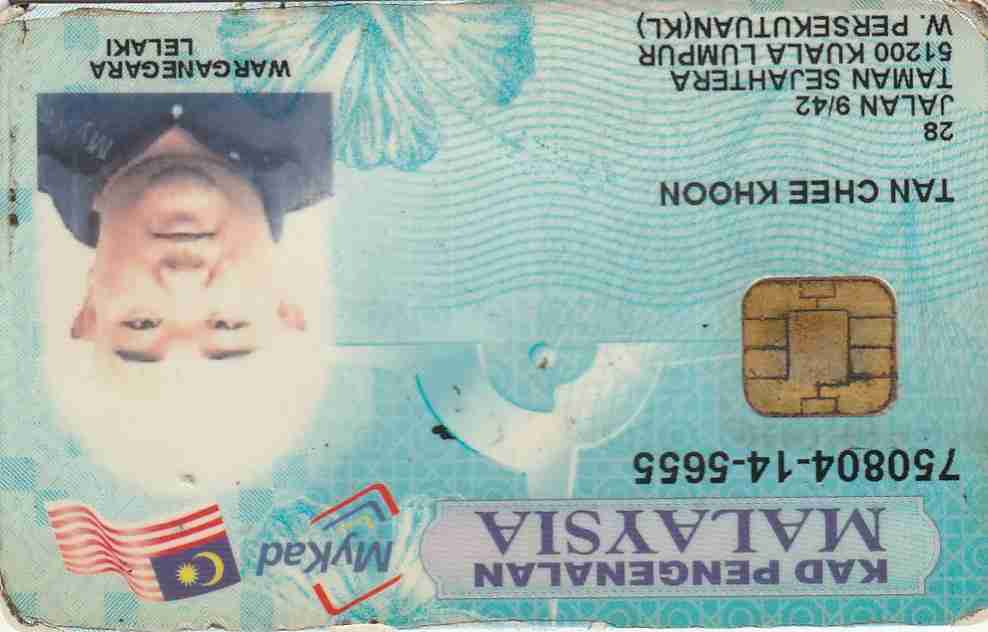 KAD PENGENALAN
MALAYSIA
MyKad
750804-14-5655
TAN CHEE KHOON
28
JALAN 9/42
TAMAN SEJAHTERA
51200 KUALA LUMPUR
W. PERSEKUTUAN(KL)
WARGANEGARA
LELAKI